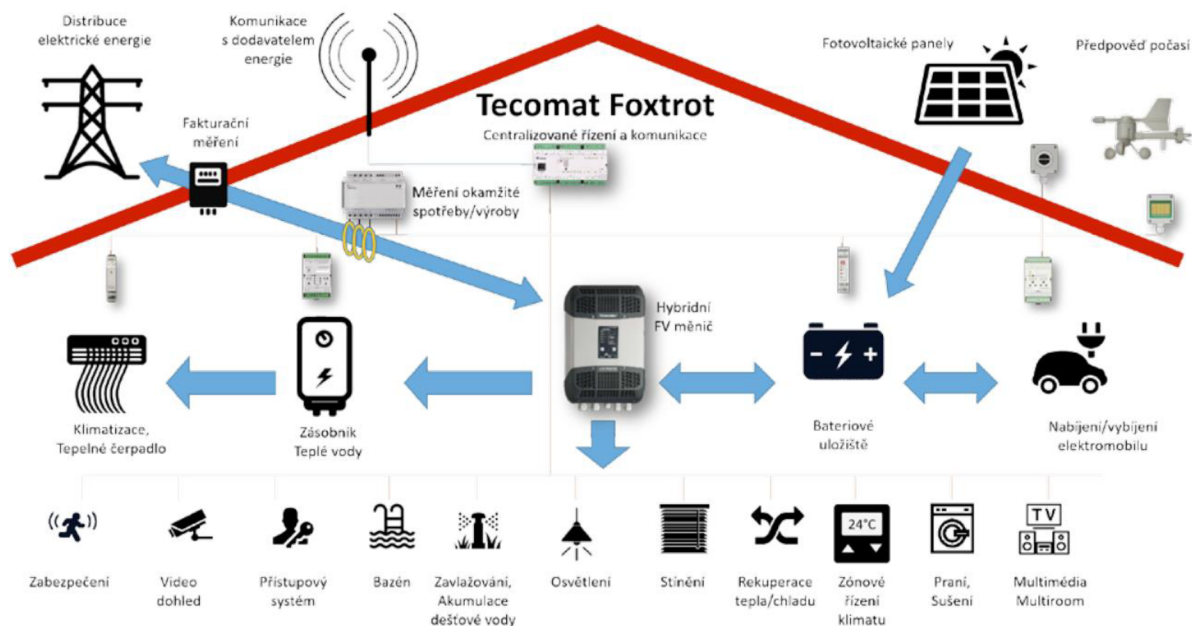 Distribuce
elektrické energie
Komunikace
s dodavatelem
energie
Fotovoltaické panely
Předpověď počasí
Tecomat Foxtrot
Centralizované řízení a komunikace
Fakturační
měření
Měření okamžité
spotřeby/výroby
Hybridní
FV měnič
Klimatizace,
Tepelné čerpadlo
Zásobník
Teplé vody
Bateriové
uložiště
Nabíjení/vybíjení
elektromobilu
24°C
TV
Zabezpečení
Video
dohled
Přístupový
systém
Bazén
Zavlažování,
Akumulace
dešťové vody
Osvětlení
Stínění
Rekuperace
tepla/chladu
Zónové
řízení
klimatu
Praní,
Sušení
Multimédia
Multiroom